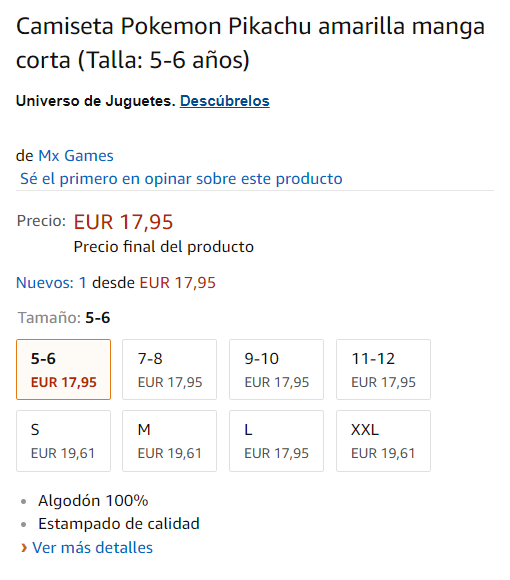 Camiseta Pokemon Pikachu amarilla manga
corta (Talla: 5-6 años)
Universo de Juguetes. Descúbrelos
de Mx Games
Sé el primero en opinar sobre este producto
Precio: EUR 17,95
Precio final del producto
Nuevos: 1 desde EUR 17,95
Tamaño: 5-6
5-6
EUR 17,95
7-8
EUR 17,95
9-10
EUR 17,95
11-12
EUR 17,95
S
EUR 19,61
M
EUR 19,61
L
EUR 17,95
XXL
EUR 19,61
• Algodón 100%
• Estampado de calidad
› Ver más detalles